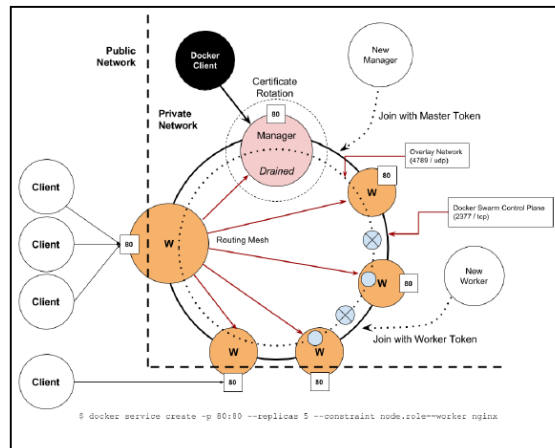 Public
Network
Docker
Client
New
Manager
Certificate
Rotation
80
Join with Master Token
Private
Network
Manager
Drained
Overlay Network
(4789 / udp)
80
W
Client
Docker Swarm Control Plane
(2377 / tcp)
80
W
Routing Mesh
Client
New
Worker
W
80
Client
Join with Worker Token
W
W
Client
80
80
$ docker service create -p 80:80 --replicas 5 --constraint node.role==worker nginx